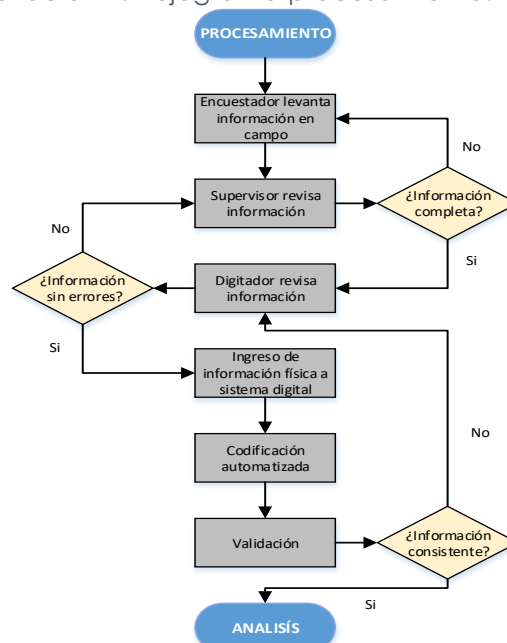 PROCESAMIENTO
Encuestador levanta
información en
campo
No
Supervisor revisa
información
¿Información
completa?
No
Si
¿Información
sin errores?
Digitador revisa
información
Si
Ingreso de
información física a
sistema digital
No
Codificación
automatizada
Validación
¿Información
consistente?
Si
ANALISÍS